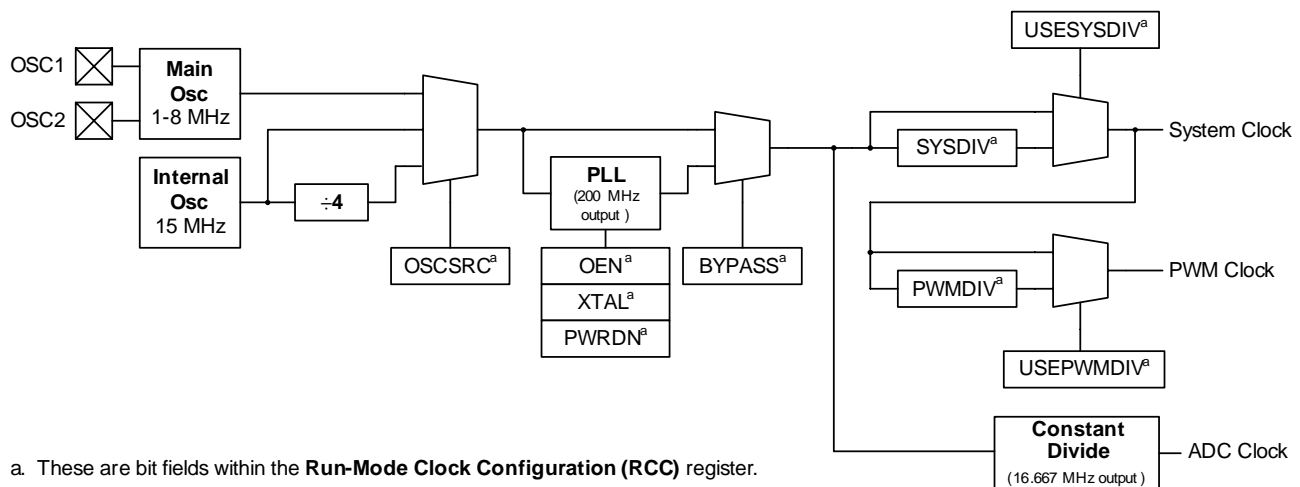 OSC1
OSC2
Main
Osc
1-8 MHz
Internal
Osc
15 MHz
÷4
OSCSRCᵃ
PLL
(200 MHz
output )
OENᵃ
XTALᵃ
PWRDNᵃ
BYPASSᵃ
USESYSDIVᵃ
SYSDIVᵃ
System Clock
PWMDIVᵃ
PWM Clock
USEPWMDIVᵃ
Constant
Divide
(16.667 MHz output )
ADC Clock
a. These are bit fields within the Run-Mode Clock Configuration (RCC) register.